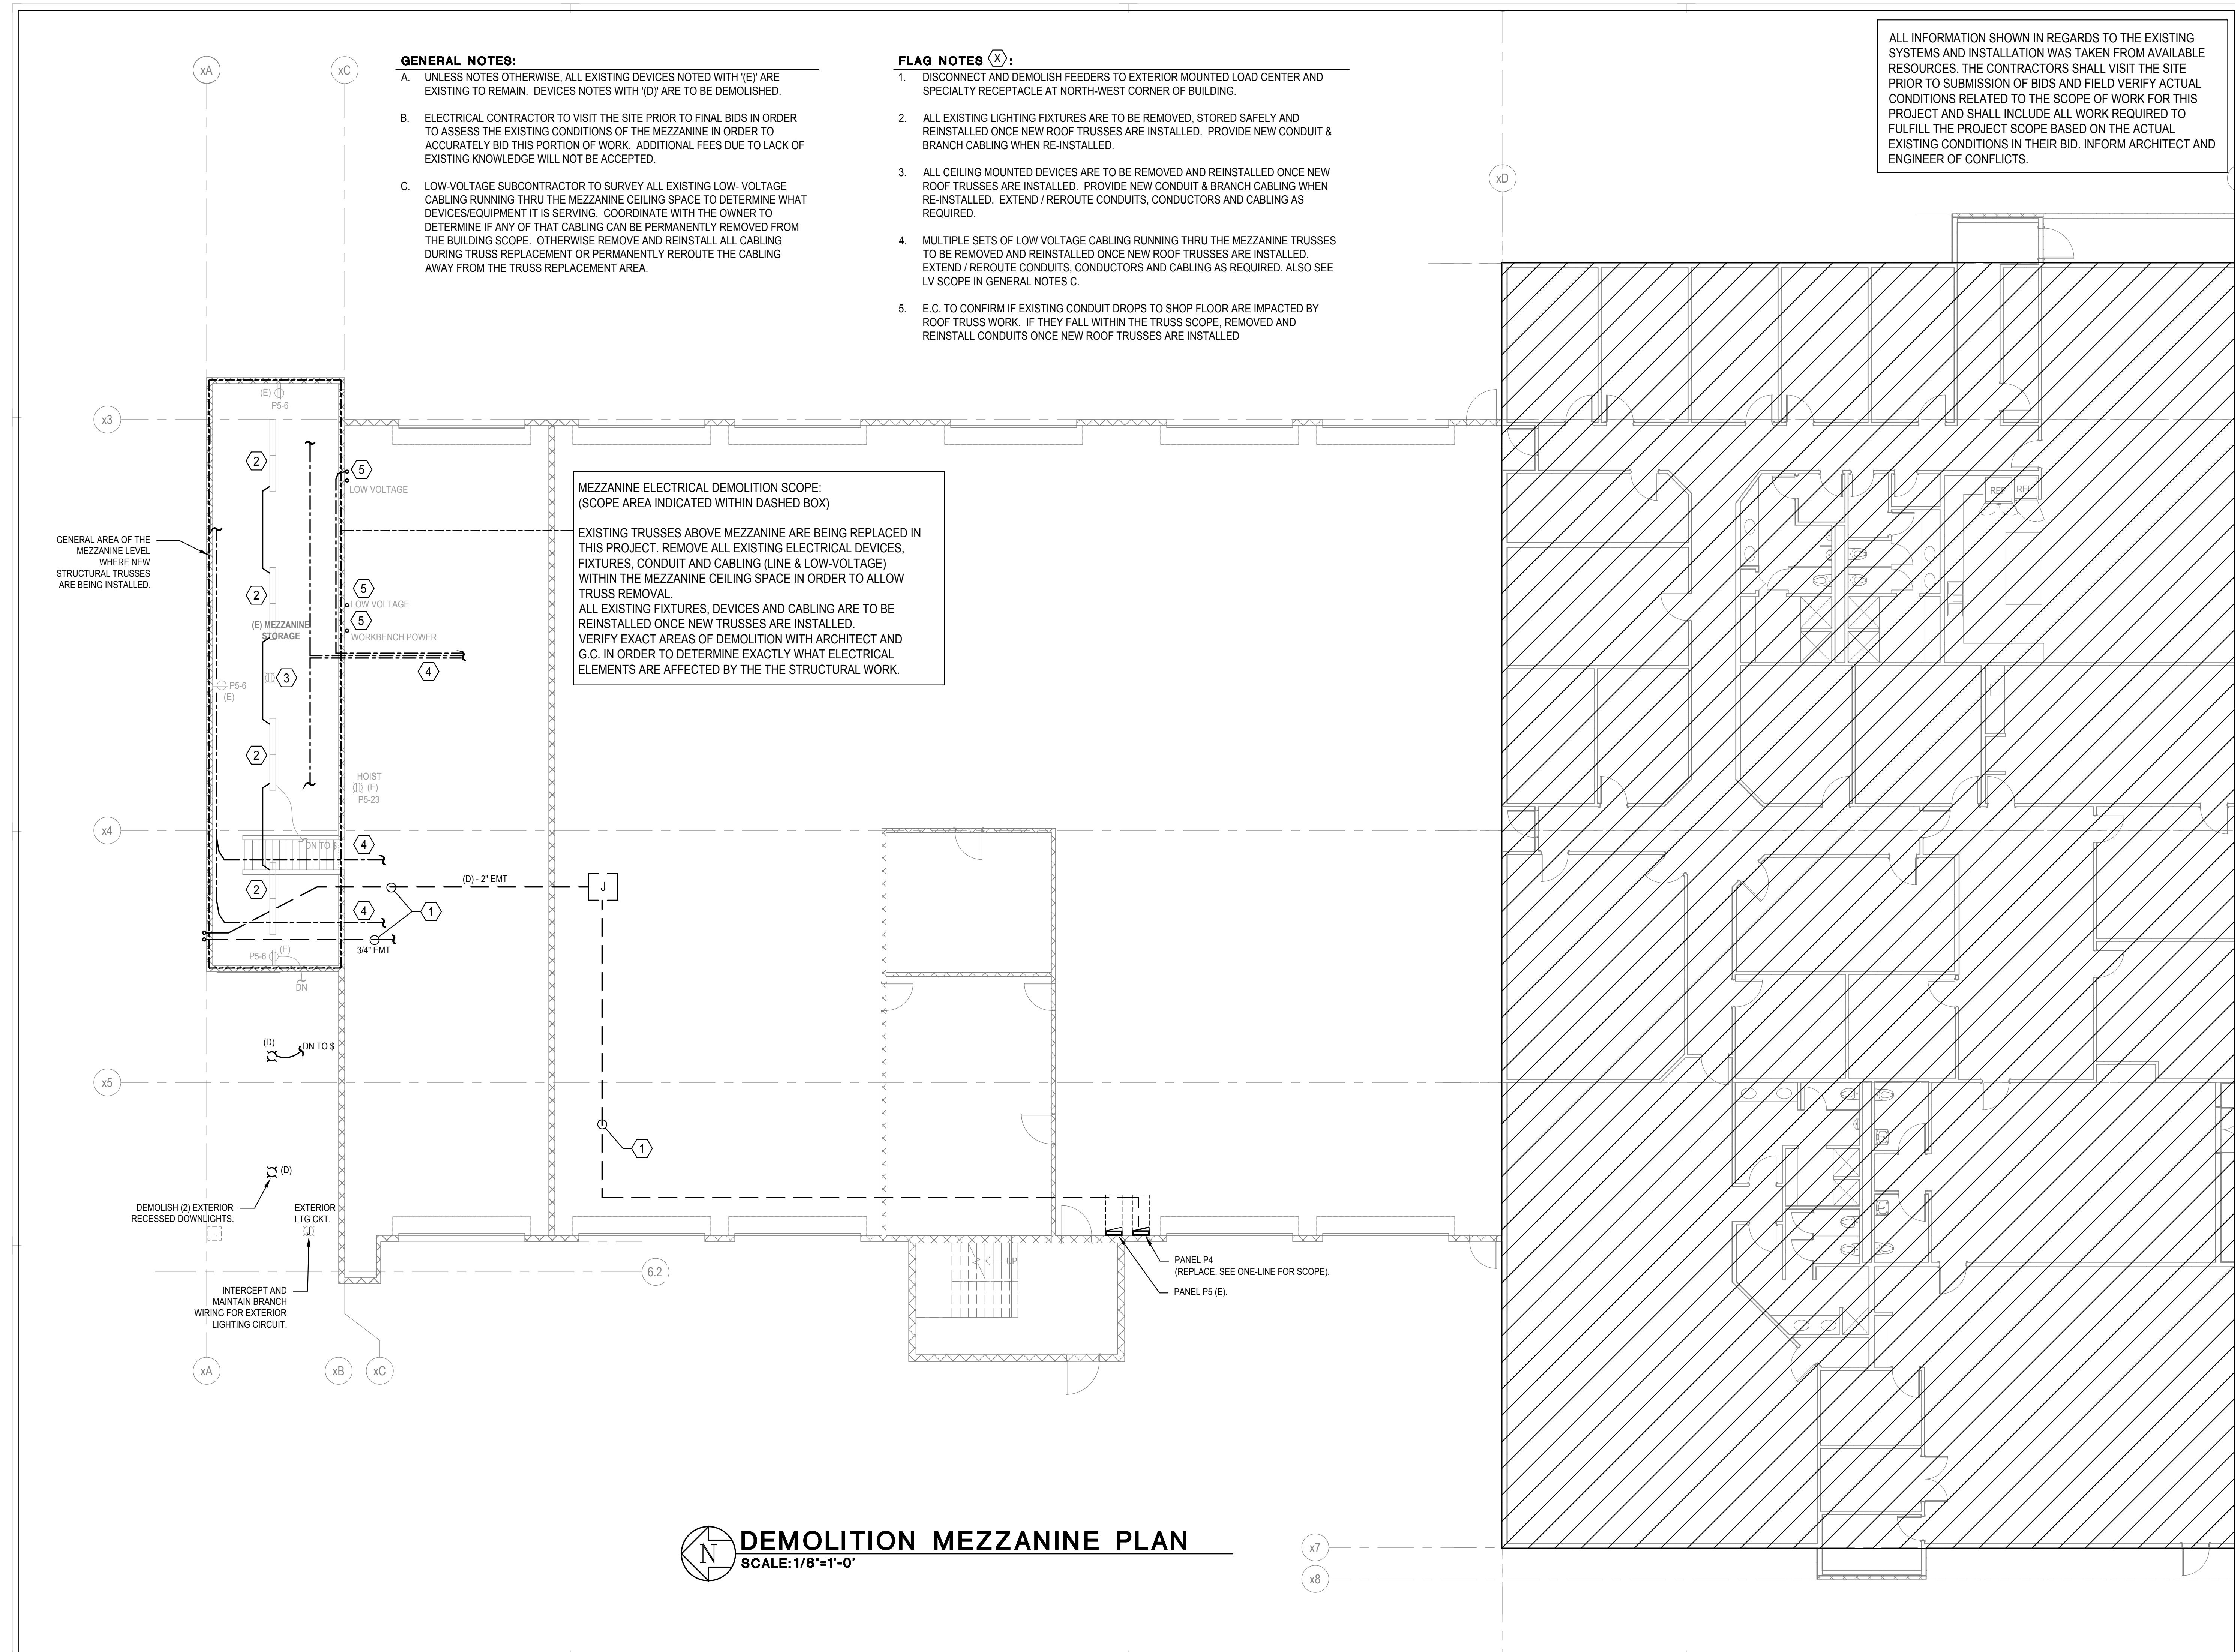 xA
xC
GENERAL NOTES:
A. UNLESS NOTES OTHERWISE, ALL EXISTING DEVICES NOTED WITH '(E)' ARE
EXISTING TO REMAIN. DEVICES NOTES WITH '(D)' ARE TO BE DEMOLISHED.
B. ELECTRICAL CONTRACTOR TO VISIT THE SITE PRIOR TO FINAL BIDS IN ORDER
TO ASSESS THE EXISTING CONDITIONS OF THE MEZZANINE IN ORDER TO
ACCURATELY BID THIS PORTION OF WORK. ADDITIONAL FEES DUE TO LACK OF
EXISTING KNOWLEDGE WILL NOT BE ACCEPTED.
C. LOW-VOLTAGE SUBCONTRACTOR TO SURVEY ALL EXISTING LOW- VOLTAGE
CABLING RUNNING THRU THE MEZZANINE CEILING SPACE TO DETERMINE WHAT
DEVICES/EQUIPMENT IT IS SERVING. COORDINATE WITH THE OWNER TO
DETERMINE IF ANY OF THAT CABLING CAN BE PERMANENTLY REMOVED FROM
THE BUILDING SCOPE. OTHERWISE REMOVE AND REINSTALL ALL CABLING
DURING TRUSS REPLACEMENT OR PERMANENTLY REROUTE THE CABLING
AWAY FROM THE TRUSS REPLACEMENT AREA.
FLAG NOTES X :
1. DISCONNECT AND DEMOLISH FEEDERS TO EXTERIOR MOUNTED LOAD CENTER AND
SPECIALTY RECEPTACLE AT NORTH-WEST CORNER OF BUILDING.
2. ALL EXISTING LIGHTING FIXTURES ARE TO BE REMOVED, STORED SAFELY AND
REINSTALLED ONCE NEW ROOF TRUSSES ARE INSTALLED. PROVIDE NEW CONDUIT &
BRANCH CABLING WHEN RE-INSTALLED.
3. ALL CEILING MOUNTED DEVICES ARE TO BE REMOVED AND REINSTALLED ONCE NEW
ROOF TRUSSES ARE INSTALLED. PROVIDE NEW CONDUIT & BRANCH CABLING WHEN
RE-INSTALLED. EXTEND / REROUTE CONDUITS, CONDUCTORS AND CABLING AS
REQUIRED.
4. MULTIPLE SETS OF LOW VOLTAGE CABLING RUNNING THRU THE MEZZANINE TRUSSES
TO BE REMOVED AND REINSTALLED ONCE NEW ROOF TRUSSES ARE INSTALLED.
EXTEND / REROUTE CONDUITS, CONDUCTORS AND CABLING AS REQUIRED. ALSO SEE
LV SCOPE IN GENERAL NOTES C.
5. E.C. TO CONFIRM IF EXISTING CONDUIT DROPS TO SHOP FLOOR ARE IMPACTED BY
ROOF TRUSS WORK. IF THEY FALL WITHIN THE TRUSS SCOPE, REMOVED AND
REINSTALL CONDUITS ONCE NEW ROOF TRUSSES ARE INSTALLED
ALL INFORMATION SHOWN IN REGARDS TO THE EXISTING
SYSTEMS AND INSTALLATION WAS TAKEN FROM AVAILABLE
RESOURCES. THE CONTRACTORS SHALL VISIT THE SITE
PRIOR TO SUBMISSION OF BIDS AND FIELD VERIFY ACTUAL
CONDITIONS RELATED TO THE SCOPE OF WORK FOR THIS
PROJECT AND SHALL INCLUDE ALL WORK REQUIRED TO
FULFILL THE PROJECT SCOPE BASED ON THE ACTUAL
EXISTING CONDITIONS IN THEIR BID. INFORM ARCHITECT AND
ENGINEER OF CONFLICTS.
xD
(E)
P5-6
x3
2
5
LOW VOLTAGE
MEZZANINE ELECTRICAL DEMOLITION SCOPE:
(SCOPE AREA INDICATED WITHIN DASHED BOX)
EXISTING TRUSSES ABOVE MEZZANINE ARE BEING REPLACED IN
THIS PROJECT. REMOVE ALL EXISTING ELECTRICAL DEVICES,
FIXTURES, CONDUIT AND CABLING (LINE & LOW-VOLTAGE)
WITHIN THE MEZZANINE CEILING SPACE IN ORDER TO ALLOW
TRUSS REMOVAL.
ALL EXISTING FIXTURES, DEVICES AND CABLING ARE TO BE
REINSTALLED ONCE NEW TRUSSES ARE INSTALLED.
VERIFY EXACT AREAS OF DEMOLITION WITH ARCHITECT AND
G.C. IN ORDER TO DETERMINE EXACTLY WHAT ELECTRICAL
ELEMENTS ARE AFFECTED BY THE THE STRUCTURAL WORK.
REF REF
GENERAL AREA OF THE
MEZZANINE LEVEL
WHERE NEW
STRUCTURAL TRUSSES
ARE BEING INSTALLED.
2
5
LOW VOLTAGE
5
WORKBENCH POWER
(E) MEZZANINE
STORAGE
4
3
P5-6
(E)
2
HOIST
(E)
P5-23
x4
DN TO $
4
2
(D) - 2" EMT
J
4
1
3/4" EMT
P5-6
(E)
DN
(D)
DN TO $
x5
1
(D)
DEMOLISH (2) EXTERIOR
RECESSED DOWNLIGHTS.
EXTERIOR
LTG CKT.
J
INTERCEPT AND
MAINTAIN BRANCH
WIRING FOR EXTERIOR
LIGHTING CIRCUIT.
6.2
UP
PANEL P4
(REPLACE. SEE ONE-LINE FOR SCOPE).
PANEL P5 (E).
xA
xB
xC
N
DEMOLITION MEZZANINE PLAN
SCALE: 1/8"=1'-0'
x7
x8